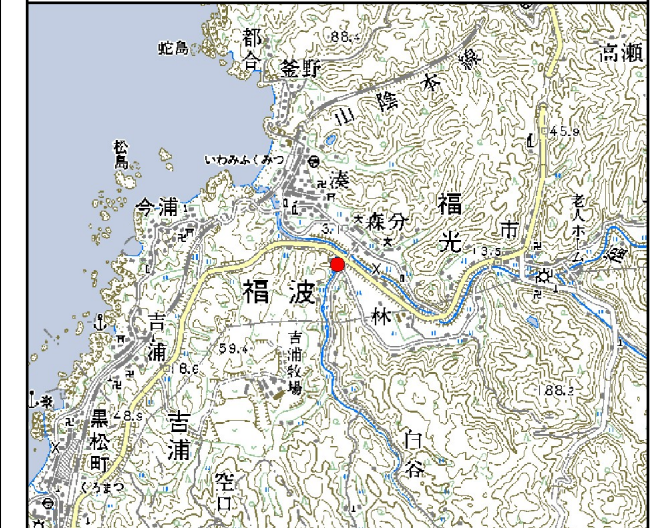 都合
88.4
蛇島
釜野
山陰本線
高瀬
45.9
松島
いわみふくみつ
湊
今浦
森分
福光
市
老人ホーム
3.1
13.5
福波
林
吉浦
吉浦牧場
59.4
18.6
188.2
48.9
黒松町
吉浦
白谷
空口
くろまつ